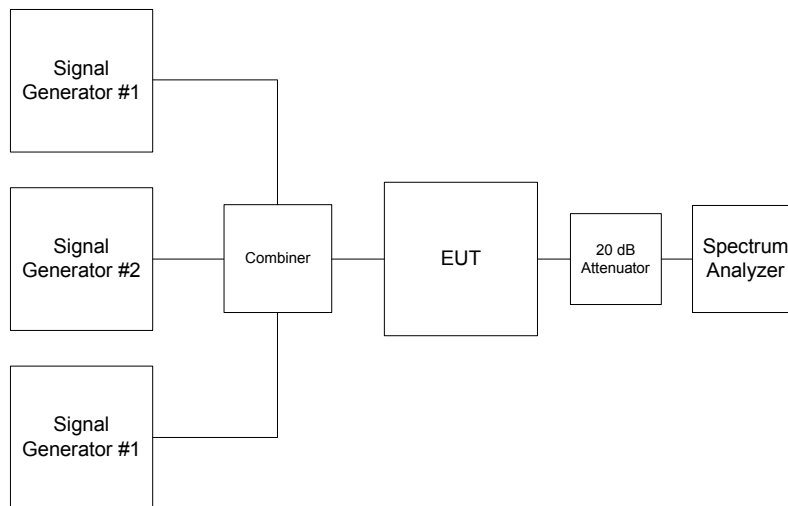 Signal
Generator #1
Signal
Generator #2
Combiner
EUT
20 dB
Attenuator
Spectrum
Analyzer
Signal
Generator #1